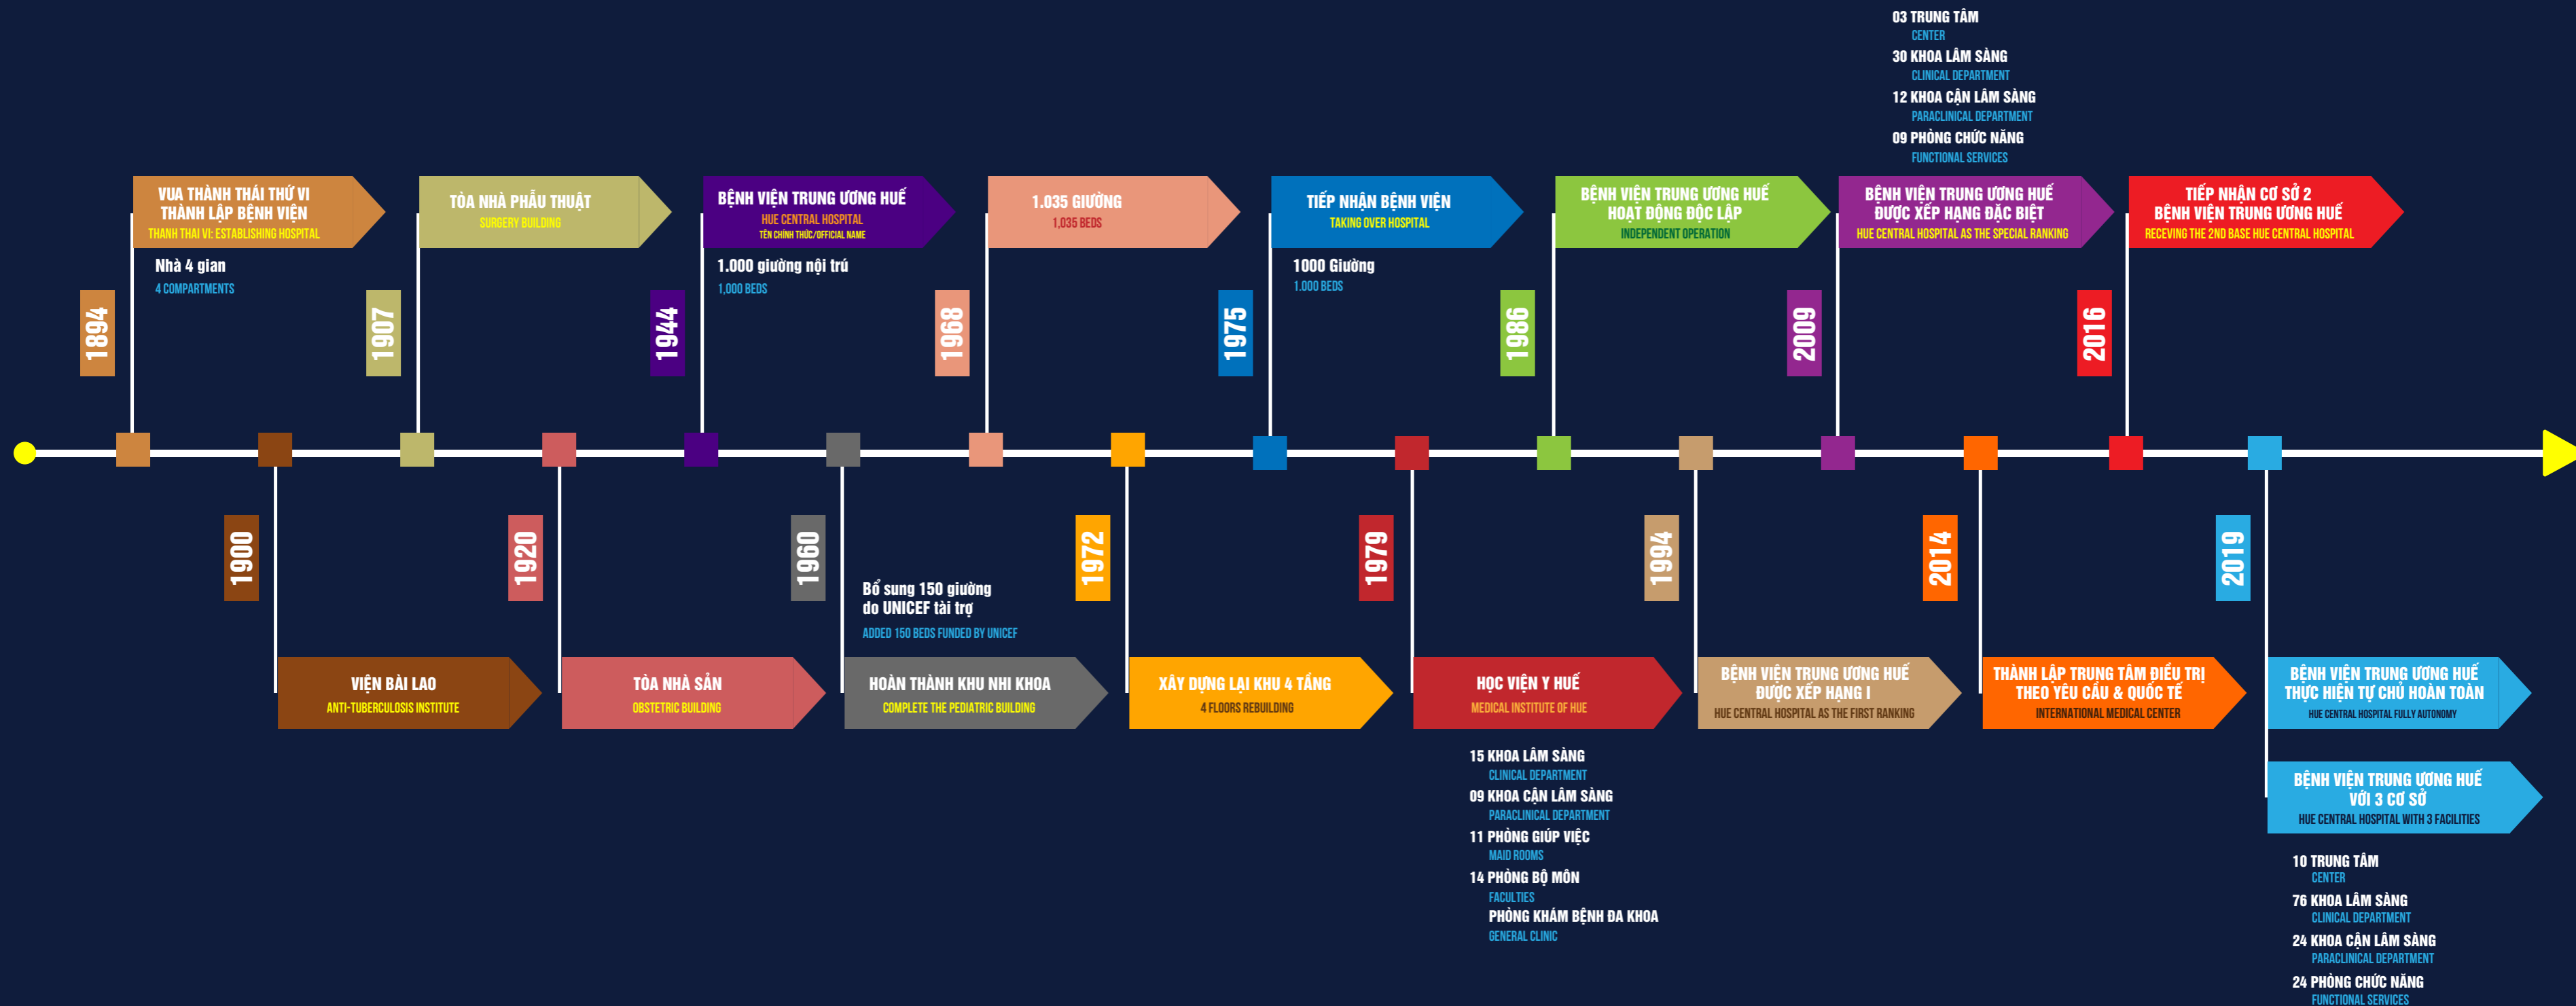 03 TRUNG TÂM
CENTER
30 KHOA LÂM SÀNG
CLINICAL DEPARTMENT
12 KHOA CẬN LÂM SÀNG
PARACLINICAL DEPARTMENT
09 PHÒNG CHỨC NĂNG
FUNCTIONAL SERVICES
VUA THÀNH THÁI THỨ VI
THÀNH LẬP BỆNH VIỆN
THANH THAI VI: ESTABLISHING HOSPITAL
Nhà 4 gian
4 COMPARTMENTS
1894
TÒA NHÀ PHẪU THUẬT
SURGERY BUILDING
1907
BỆNH VIỆN TRUNG ƯƠNG HUẾ
HUE CENTRAL HOSPITAL
TÊN CHÍNH THỨC/OFFICIAL NAME
1.000 giường nội trú
1,000 BEDS
1944
1.035 GIƯỜNG
1,035 BEDS
1968
TIẾP NHẬN BỆNH VIỆN
TAKING OVER HOSPITAL
1000 Giường
1.000 BEDS
1975
BỆNH VIỆN TRUNG ƯƠNG HUẾ
HOẠT ĐỘNG ĐỘC LẬP
INDEPENDENT OPERATION
1986
BỆNH VIỆN TRUNG ƯƠNG HUẾ
ĐƯỢC XẾP HẠNG ĐẶC BIỆT
HUE CENTRAL HOSPITAL AS THE SPECIAL RANKING
2009
TIẾP NHẬN CƠ SỞ 2
BỆNH VIỆN TRUNG ƯƠNG HUẾ
RECEVING THE 2ND BASE HUE CENTRAL HOSPITAL
2016
1900
VIỆN BÀI LAO
ANTI-TUBERCULOSIS INSTITUTE
1920
TÒA NHÀ SẢN
OBSTETRIC BUILDING
1960
Bổ sung 150 giường
do UNICEF tài trợ
ADDED 150 BEDS FUNDED BY UNICEF
HOÀN THÀNH KHU NHI KHOA
COMPLETE THE PEDIATRIC BUILDING
1972
XÂY DỰNG LẠI KHU 4 TẦNG
4 FLOORS REBUILDING
1979
HỌC VIỆN Y HUẾ
MEDICAL INSTITUTE OF HUE
15 KHOA LÂM SÀNG
CLINICAL DEPARTMENT
09 KHOA CẬN LÂM SÀNG
PARACLINICAL DEPARTMENT
11 PHÒNG GIÚP VIỆC
MAID ROOMS
14 PHÒNG BỘ MÔN
FACULTIES
PHÒNG KHÁM BỆNH ĐA KHOA
GENERAL CLINIC
1994
BỆNH VIỆN TRUNG ƯƠNG HUẾ
ĐƯỢC XẾP HẠNG I
HUE CENTRAL HOSPITAL AS THE FIRST RANKING
2014
THÀNH LẬP TRUNG TÂM ĐIỀU TRỊ
THEO YÊU CẦU & QUỐC TẾ
INTERNATIONAL MEDICAL CENTER
2019
BỆNH VIỆN TRUNG ƯƠNG HUẾ
THỰC HIỆN TỰ CHỦ HOÀN TOÀN
HUE CENTRAL HOSPITAL FULLY AUTONOMY
BỆNH VIỆN TRUNG ƯƠNG HUẾ
VỚI 3 CƠ SỞ
HUE CENTRAL HOSPITAL WITH 3 FACILITIES
10 TRUNG TÂM
CENTER
76 KHOA LÂM SÀNG
CLINICAL DEPARTMENT
24 KHOA CẬN LÂM SÀNG
PARACLINICAL DEPARTMENT
24 PHÒNG CHỨC NĂNG
FUNCTIONAL SERVICES